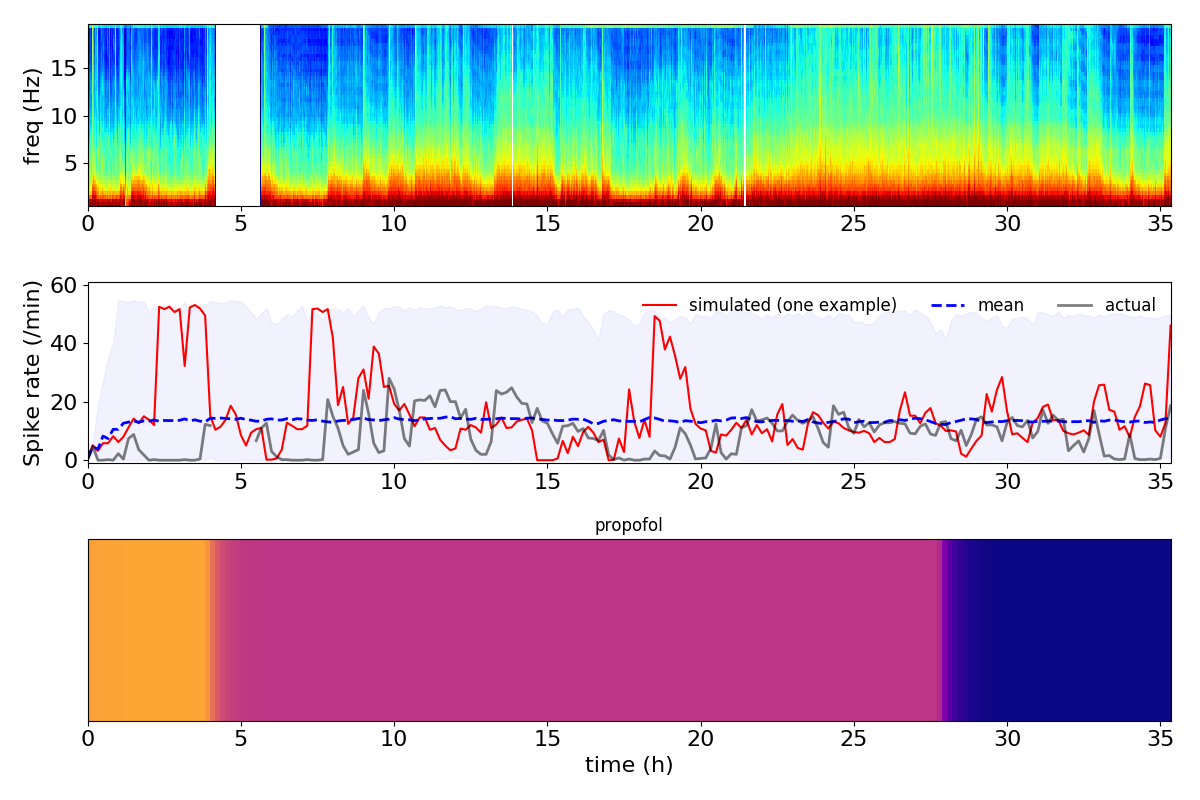 freq (Hz)
15
10
5
0 5 10 15 20 25 30 35
Spike rate (/min)
60
40
20
0
simulated (one example) mean actual
0 5 10 15 20 25 30 35
propofol
0 5 10 15 20 25 30 35
time (h)